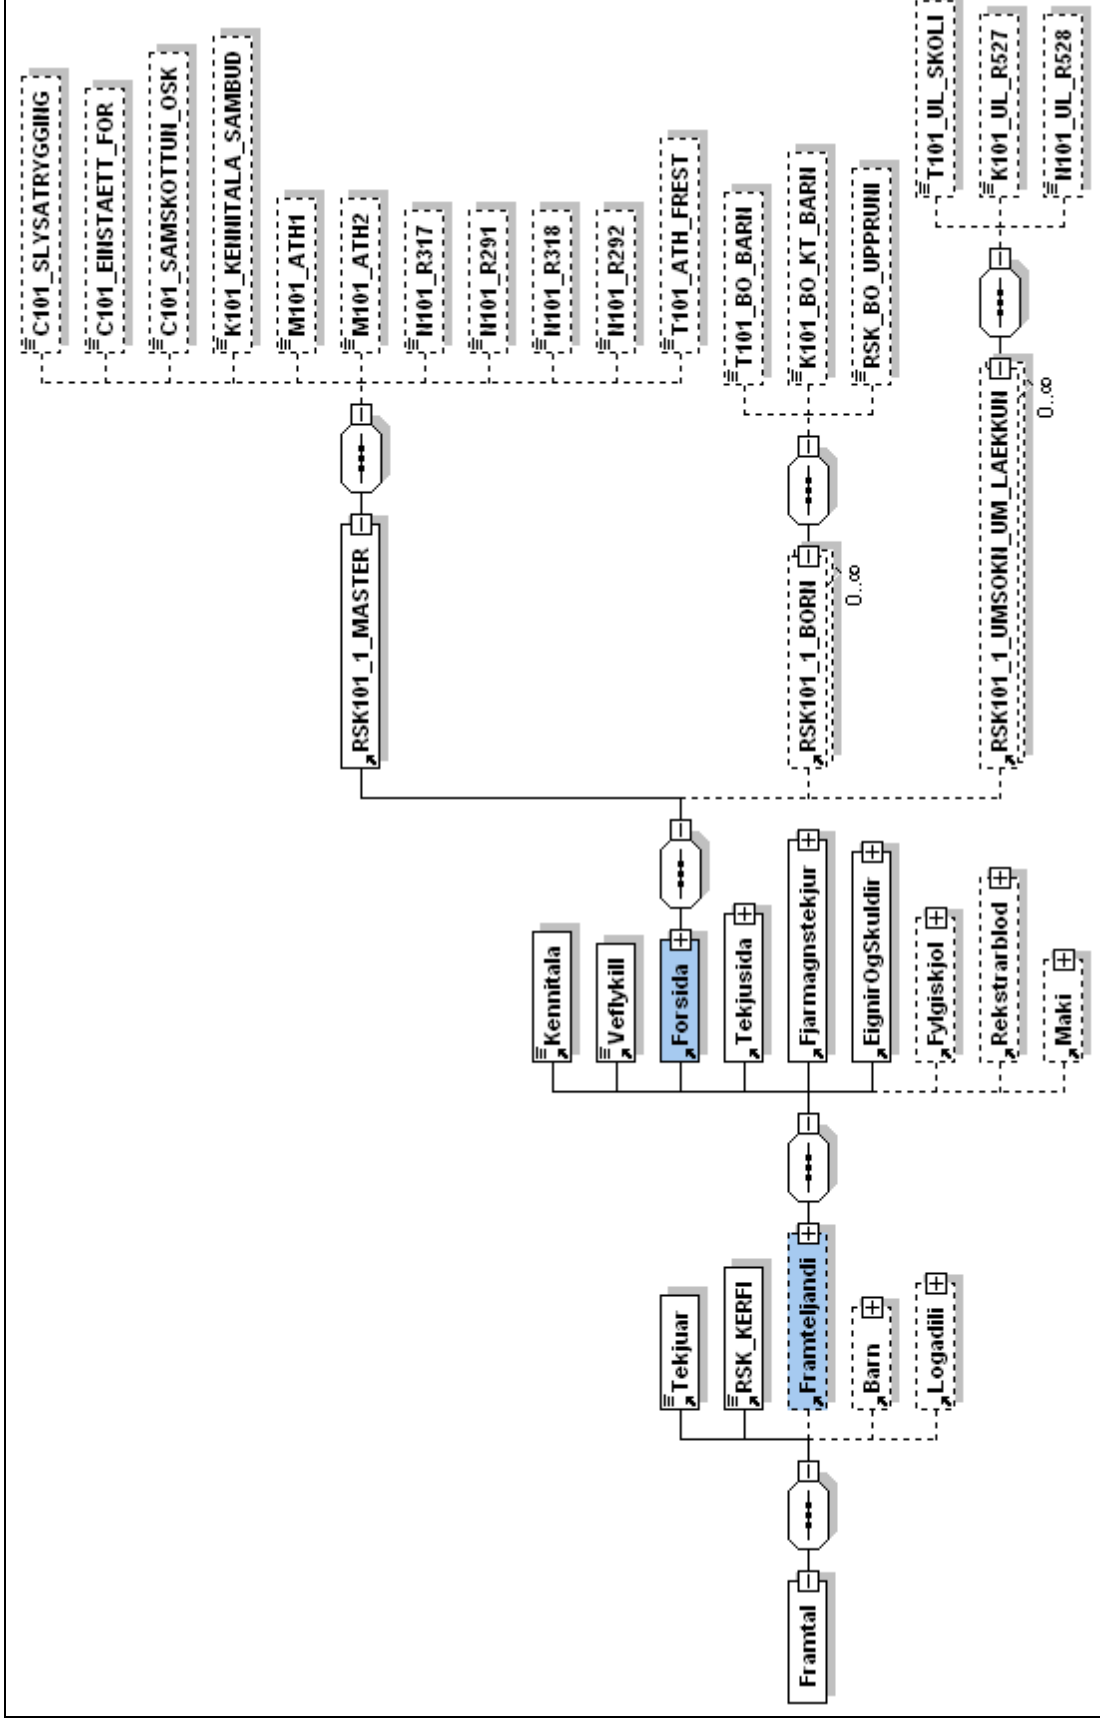 Framtal
Tekjuar
RSK_KERFI
Framteljandi
Barn
Logadili
Kennitala
Veflykill
Forsida
Tekjusida
Fjarmagnstekjur
EignirOgSkuldir
Fylgiskjol
Rekstrarblod
Maki
RSK101_1_MASTER
C101_SLYSATRYGGING
C101_EINSTAETT_FOR
C101_SAMSKOTTUN_OSK
K101_KENNITALA_SAMBUD
M101_ATH1
M101_ATH2
N101_R317
N101_R291
N101_R318
N101_R292
T101_ATH_FREST
RSK101_1_BORN
0..∞
T101_BO_BARN
K101_BO_KT_BARN
RSK_BO_UPPRUNI
RSK101_1_UMSOKN_UM_LAEKKUN
0..∞
T101_UL_SKOLI
K101_UL_R527
N101_UL_R528